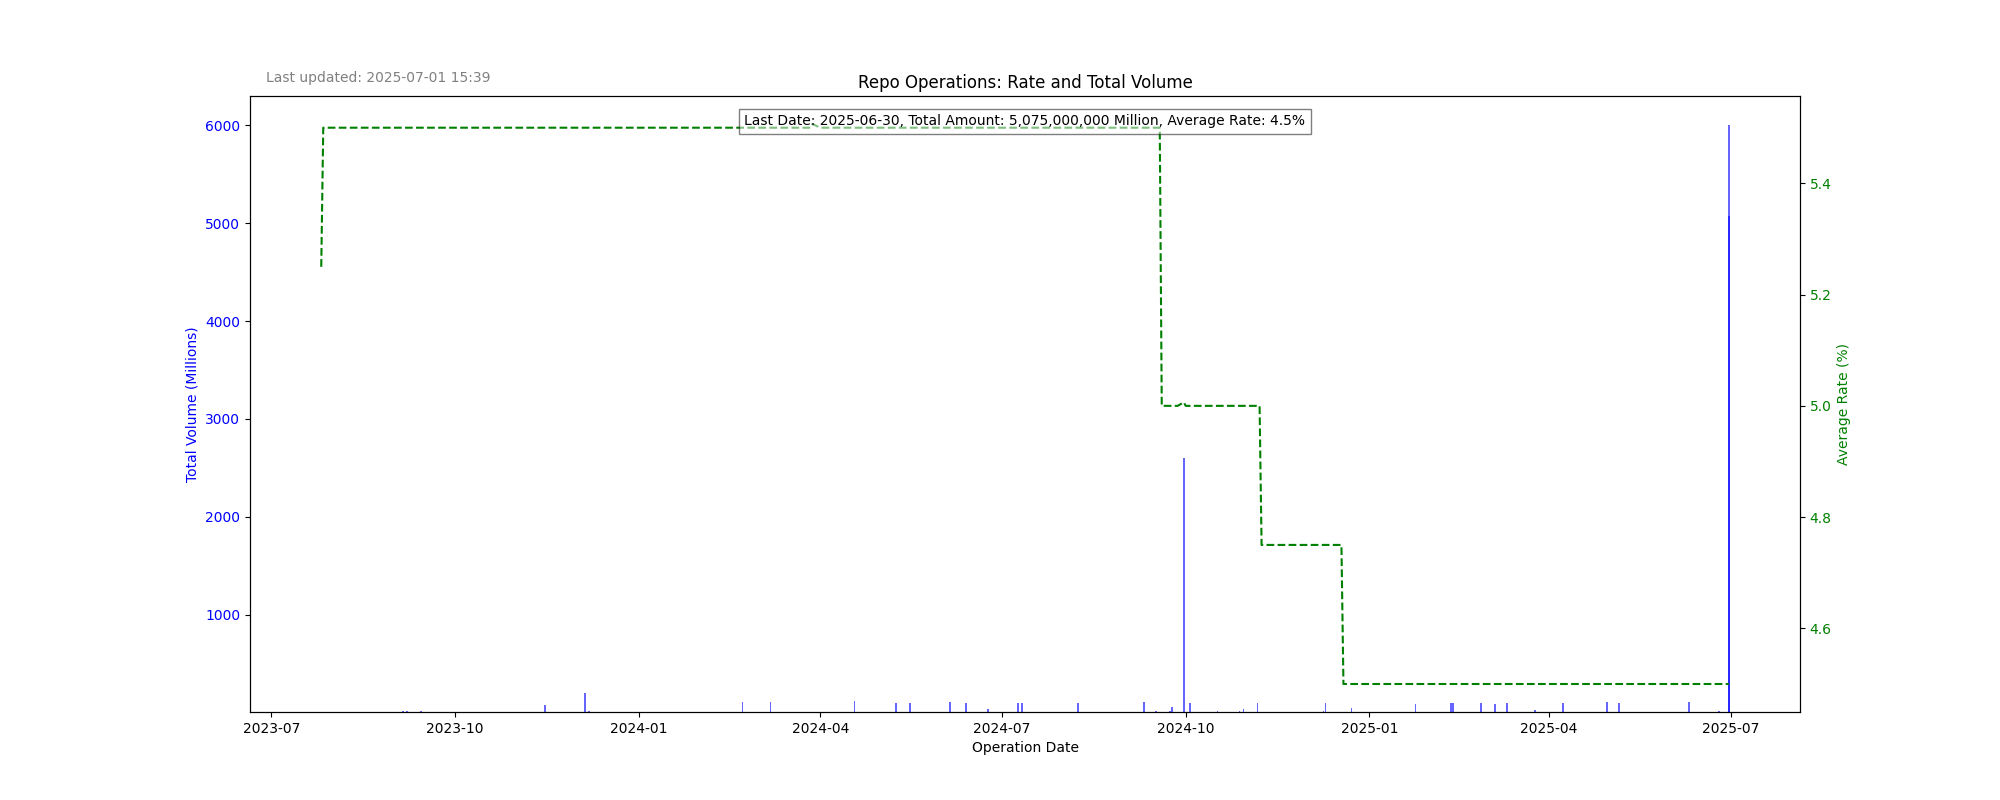 Last updated: 2025-07-01 15:39
Repo Operations: Rate and Total Volume
Last Date: 2025-06-30, Total Amount: 5,075,000,000 Million, Average Rate: 4.5%
Total Volume (Millions)
6000
5000
4000
3000
2000
1000
5.4
5.2
5.0
4.8
4.6
Average Rate (%)
2023-07 2023-10 2024-01 2024-04 2024-07 2024-10 2025-01 2025-04 2025-07
Operation Date